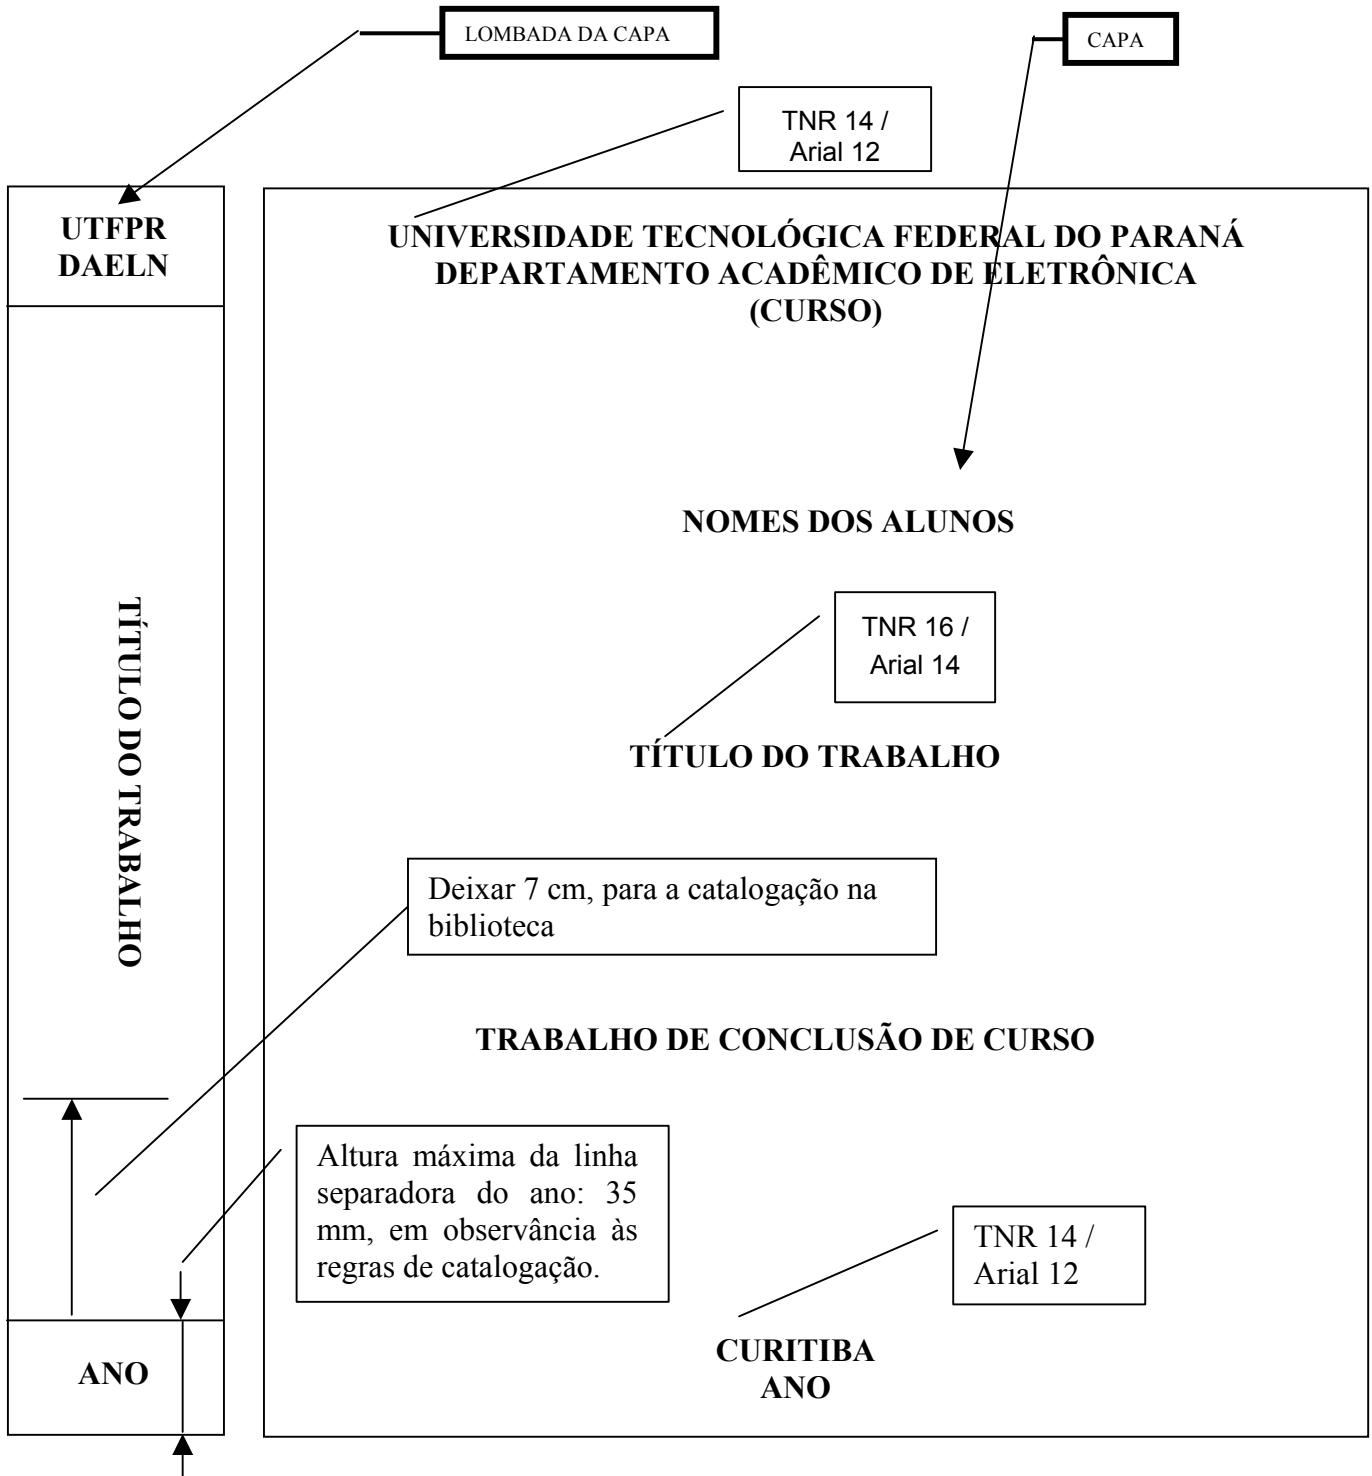 LOMBADA DA CAPA
CAPA
TNR 14 /
Arial 12
UTFPR
DAELN
UNIVERSIDADE TECNOLÓGICA FEDERAL DO PARANÁ
DEPARTAMENTO ACADÊMICO DE ELETRÔNICA
(CURSO)
NOMES DOS ALUNOS
TNR 16 /
Arial 14
TÍTULO DO TRABALHO
TÍTULO DO TRABALHO
Deixar 7 cm, para a catalogação na
biblioteca
TRABALHO DE CONCLUSÃO DE CURSO
Altura máxima da linha
separadora do ano: 35
mm, em observância às
regras de catalogação.
TNR 14 /
Arial 12
ANO
CURITIBA
ANO